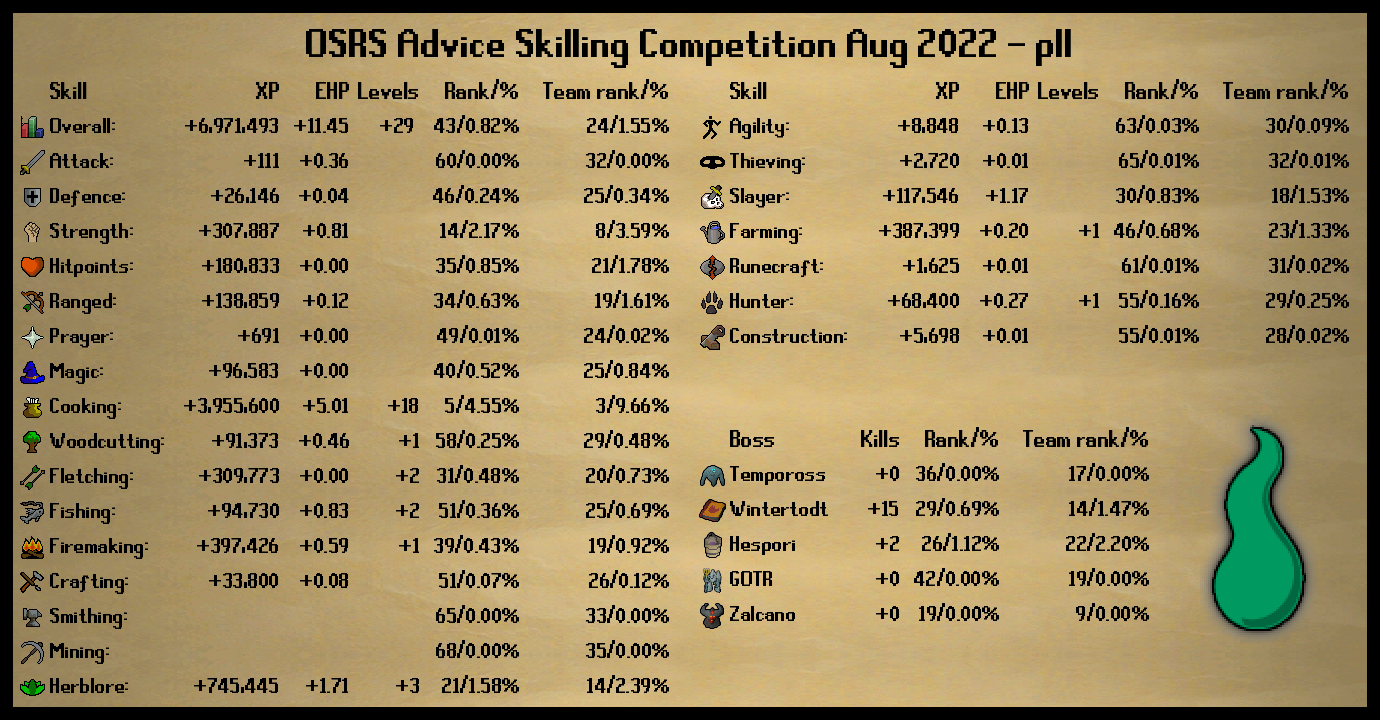 OSRS Advice Skilling Competition Aug 2022 - pll
Skill XP EHP Levels Rank/% Team rank/%
Overall: +6,971,493 +11.45 +29 43/0.82% 24/1.55%
Attack: +111 +0.36 60/0.00% 32/0.00%
Defence: +26,146 +0.04 46/0.24% 25/0.34%
Strength: +307,887 +0.81 14/2.17% 8/3.59%
Hitpoints: +180,833 +0.00 35/0.85% 21/1.78%
Ranged: +138,859 +0.12 34/0.63% 19/1.61%
Prayer: +691 +0.00 49/0.01% 24/0.02%
Magic: +96,583 +0.00 40/0.52% 25/0.84%
Cooking: +3,955,600 +5.01 +18 5/4.55% 3/9.66%
Woodcutting: +91,373 +0.46 +1 58/0.25% 29/0.48%
Fletching: +309,773 +0.00 +2 31/0.48% 20/0.73%
Fishing: +94,730 +0.83 +2 51/0.36% 25/0.69%
Firemaking: +397,426 +0.59 +1 39/0.43% 19/0.92%
Crafting: +33,800 +0.08 51/0.07% 26/0.12%
Smithing: 65/0.00% 33/0.00%
Mining: 68/0.00% 35/0.00%
Herblore: +745,445 +1.71 +3 21/1.58% 14/2.39%
Skill XP EHP Levels Rank/% Team rank/%
Agility: +8,848 +0.13 63/0.03% 30/0.09%
Thieving: +2,720 +0.01 65/0.01% 32/0.01%
Slayer: +117,546 +1.17 30/0.83% 18/1.53%
Farming: +387,399 +0.20 +1 46/0.68% 23/1.33%
Runecraft: +1,625 +0.01 61/0.01% 31/0.02%
Hunter: +68,400 +0.27 +1 55/0.16% 29/0.25%
Construction: +5,698 +0.01 55/0.01% 28/0.02%
Boss Kills Rank/% Team rank/%
Tempoross +0 36/0.00% 17/0.00%
Wintertodt +15 29/0.69% 14/1.47%
Hespori +2 26/1.12% 22/2.20%
GOTR +0 42/0.00% 19/0.00%
Zalcano +0 19/0.00% 9/0.00%